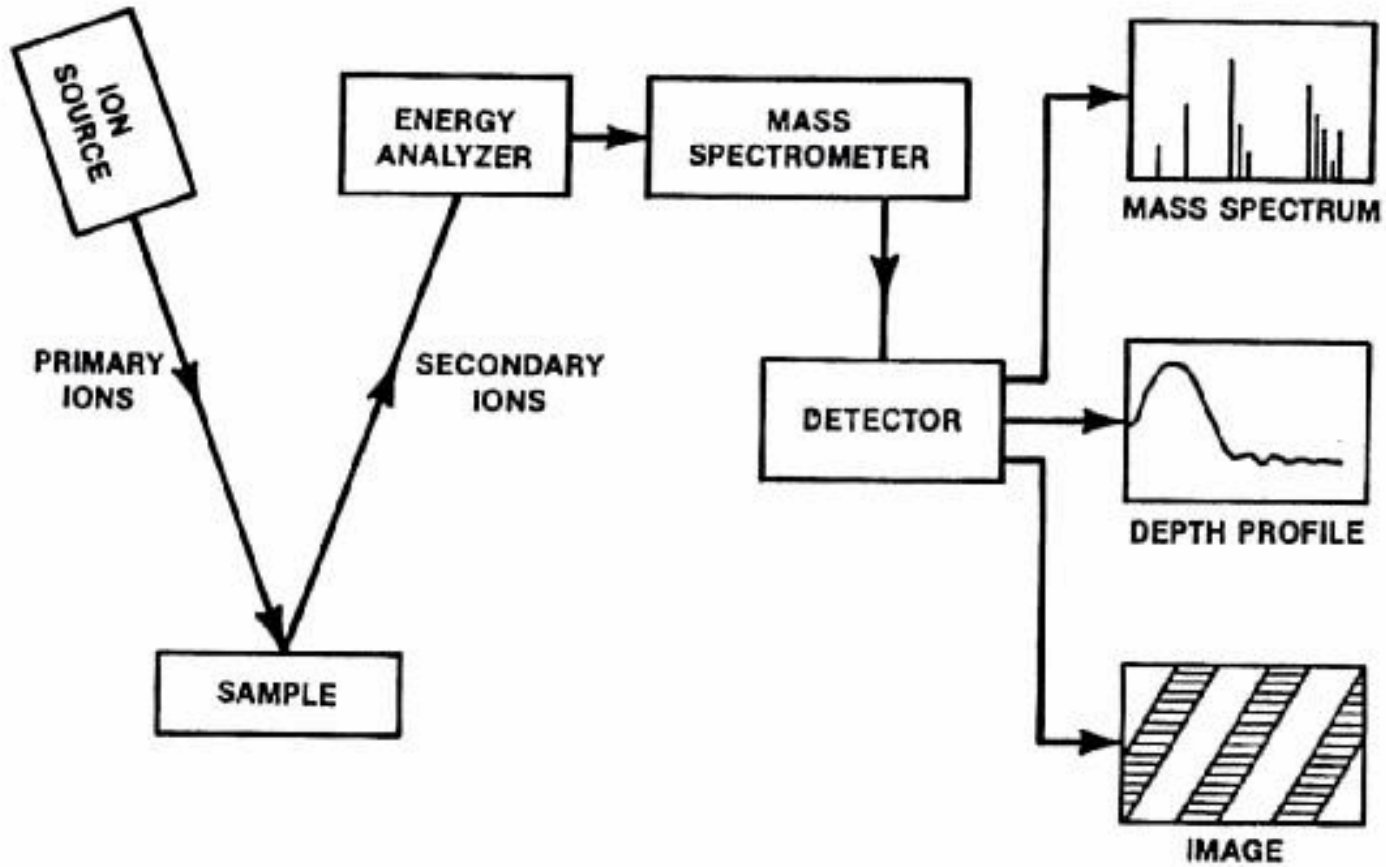 ION
SOURCE
PRIMARY
IONS
SAMPLE
SECONDARY
IONS
ENERGY
ANALYZER
MASS
SPECTROMETER
DETECTOR
MASS SPECTRUM
DEPTH PROFILE
IMAGE